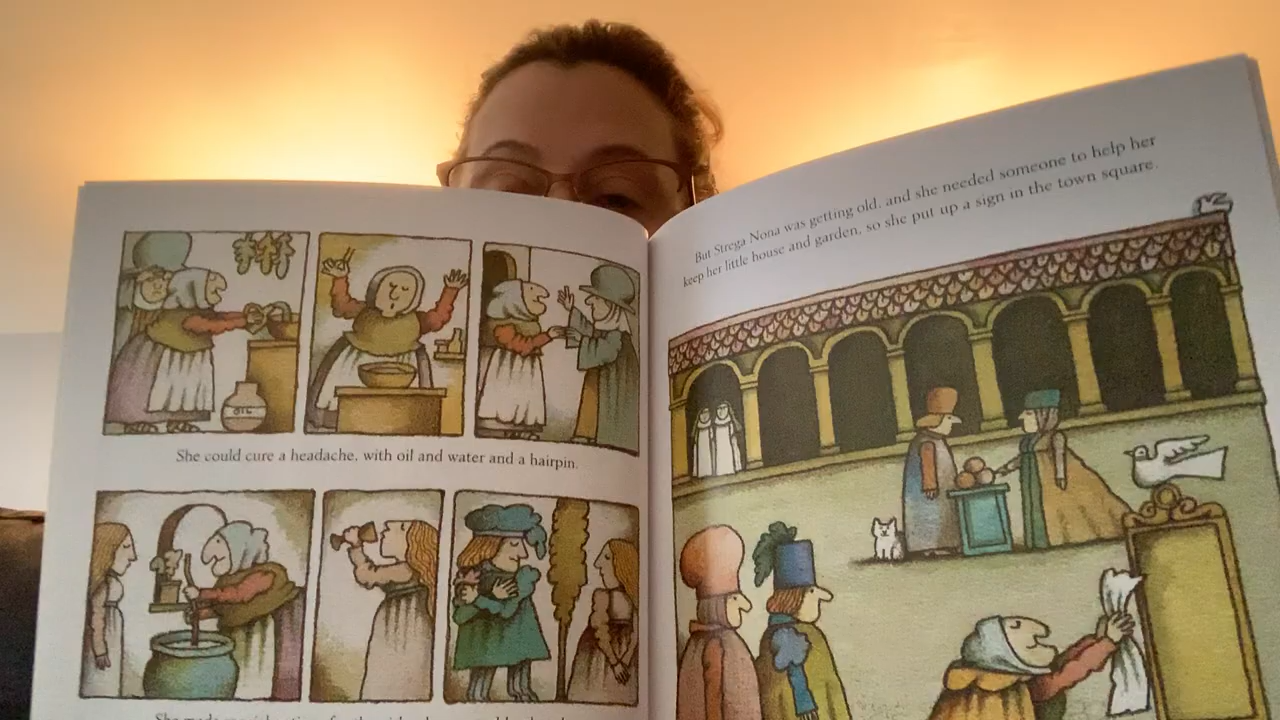 OIL
She could cure a headache, with oil and water and a hairpin.
But Strega Nona was getting old, and she needed someone to help her
keep her little house and garden, so she put up a sign in the town square.